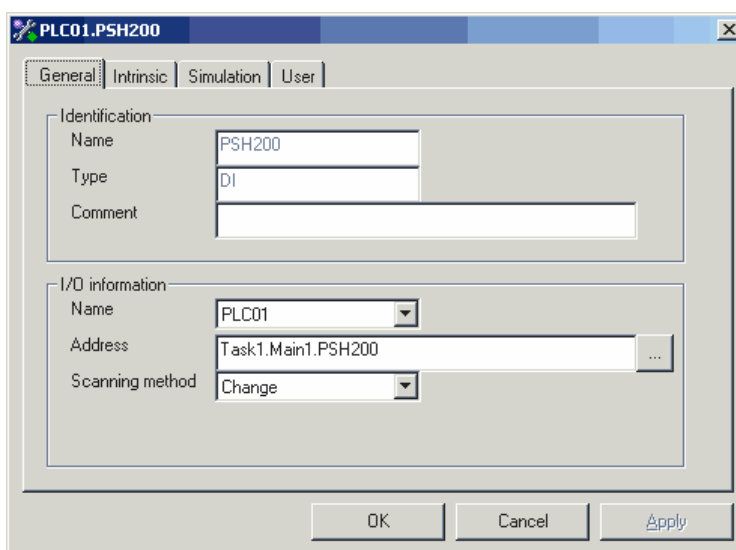 PLC01.PSH200
General Intrinsic Simulation User
Identification
Name PSH200
Type DI
Comment
I/O information
Name PLC01
Address Task1.Main1.PSH200 ...
Scanning method Change
OK Cancel Apply